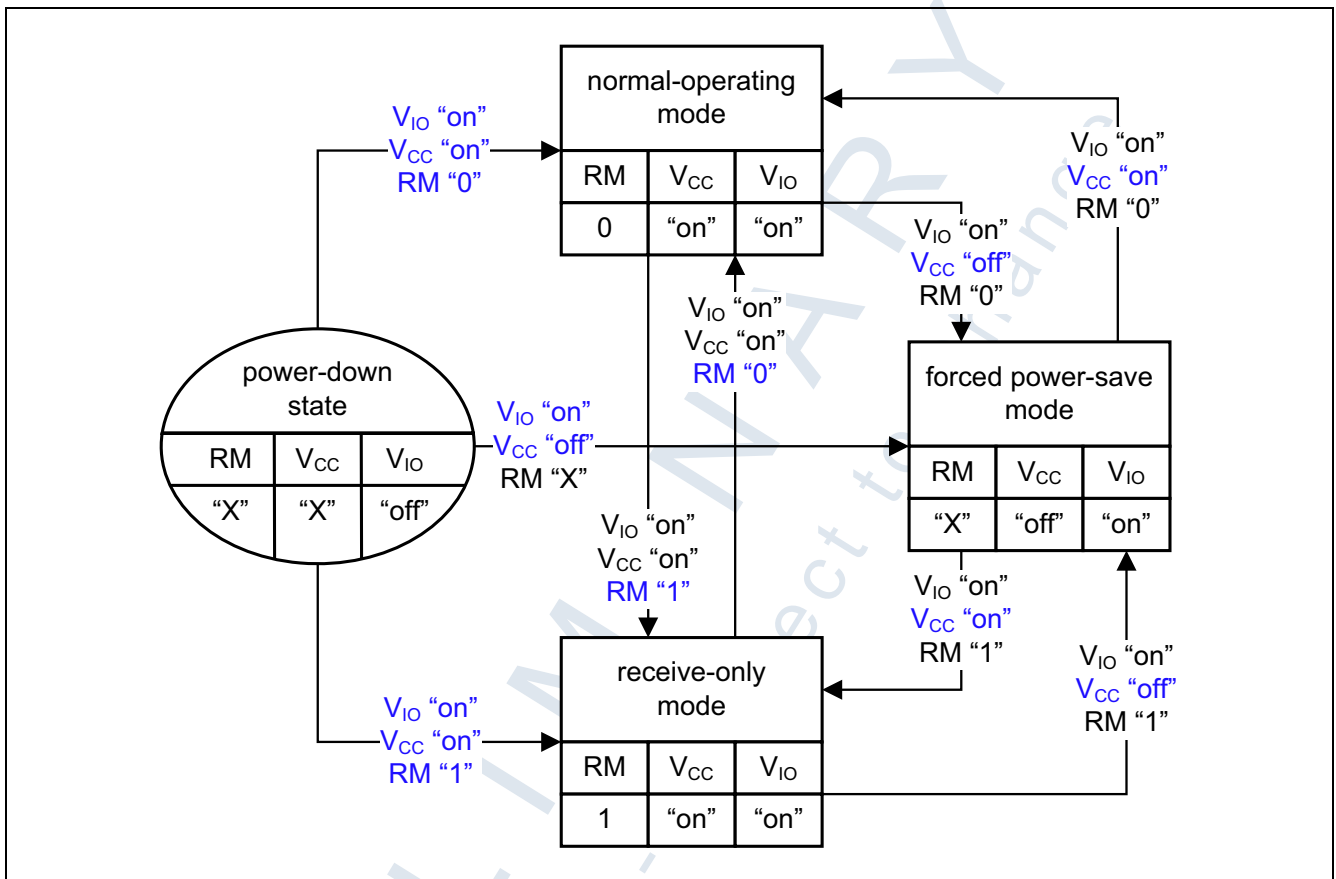 normal-operating
mode
RM VCC VIO
0 “on” “on”
VIO “on”
VCC “on”
RM “0”
VIO “on”
VCC “on”
RM “0”
VIO “on”
VCC “off”
RM “0”
VIO “on”
VCC “on”
RM “0”
power-down
state
RM VCC VIO
“X” “X” “off”
VIO “on”
VCC “off”
RM “X”
forced power-save
mode
RM VCC VIO
“X” “off” “on”
VIO “on”
VCC “on”
RM “1”
VIO “on”
VCC “on”
RM “1”
VIO “on”
VCC “off”
RM “1”
VIO “on”
VCC “on”
RM “1”
receive-only
mode
RM VCC VIO
1 “on” “on”